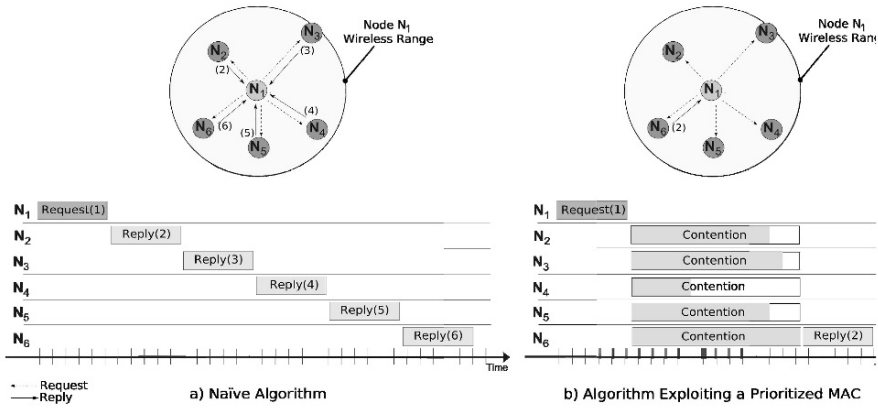 Node N1
Wireless Range
N3
N2
(3)
(2)
N1
(4)
N6
(6)
(5)
N4
N5
Node N1
Wireless Range
N3
N2
N1
N6
(2)
N4
N5
N1 Request(1)
N2 Reply(2)
N3 Reply(3)
N4 Reply(4)
N5 Reply(5)
N6 Reply(6)
Time
Request
Reply
a) Naïve Algorithm
N1 Request(1)
N2 Contention
N3 Contention
N4 Contention
N5 Contention
N6 Contention Reply(2)
b) Algorithm Exploiting a Prioritized MAC